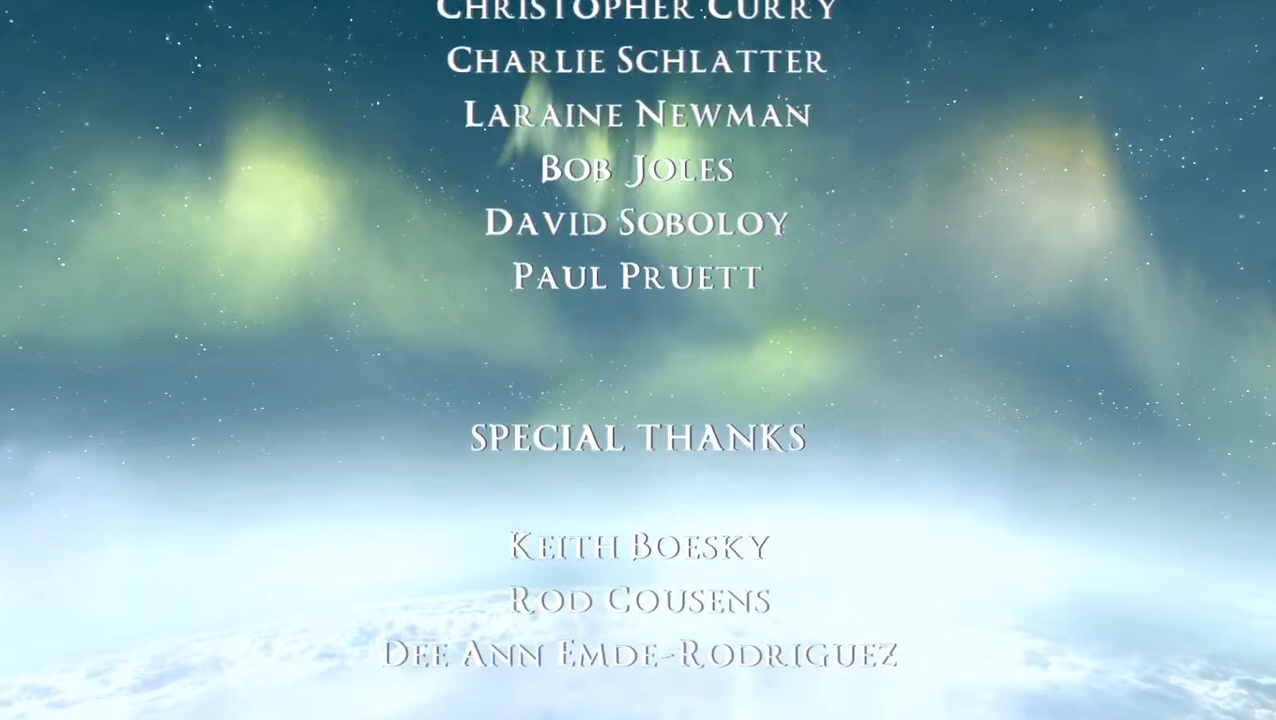 CHRISTOPHER CURRY
CHARLIE SCHLATTER
LARAINE NEWMAN
BOB JOLES
DAVID SOBOLOY
PAUL PRUETT
SPECIAL THANKS
KEITH BOESKY
ROD COUSENS
DEE ANN EMDE-RODRIGUEZ